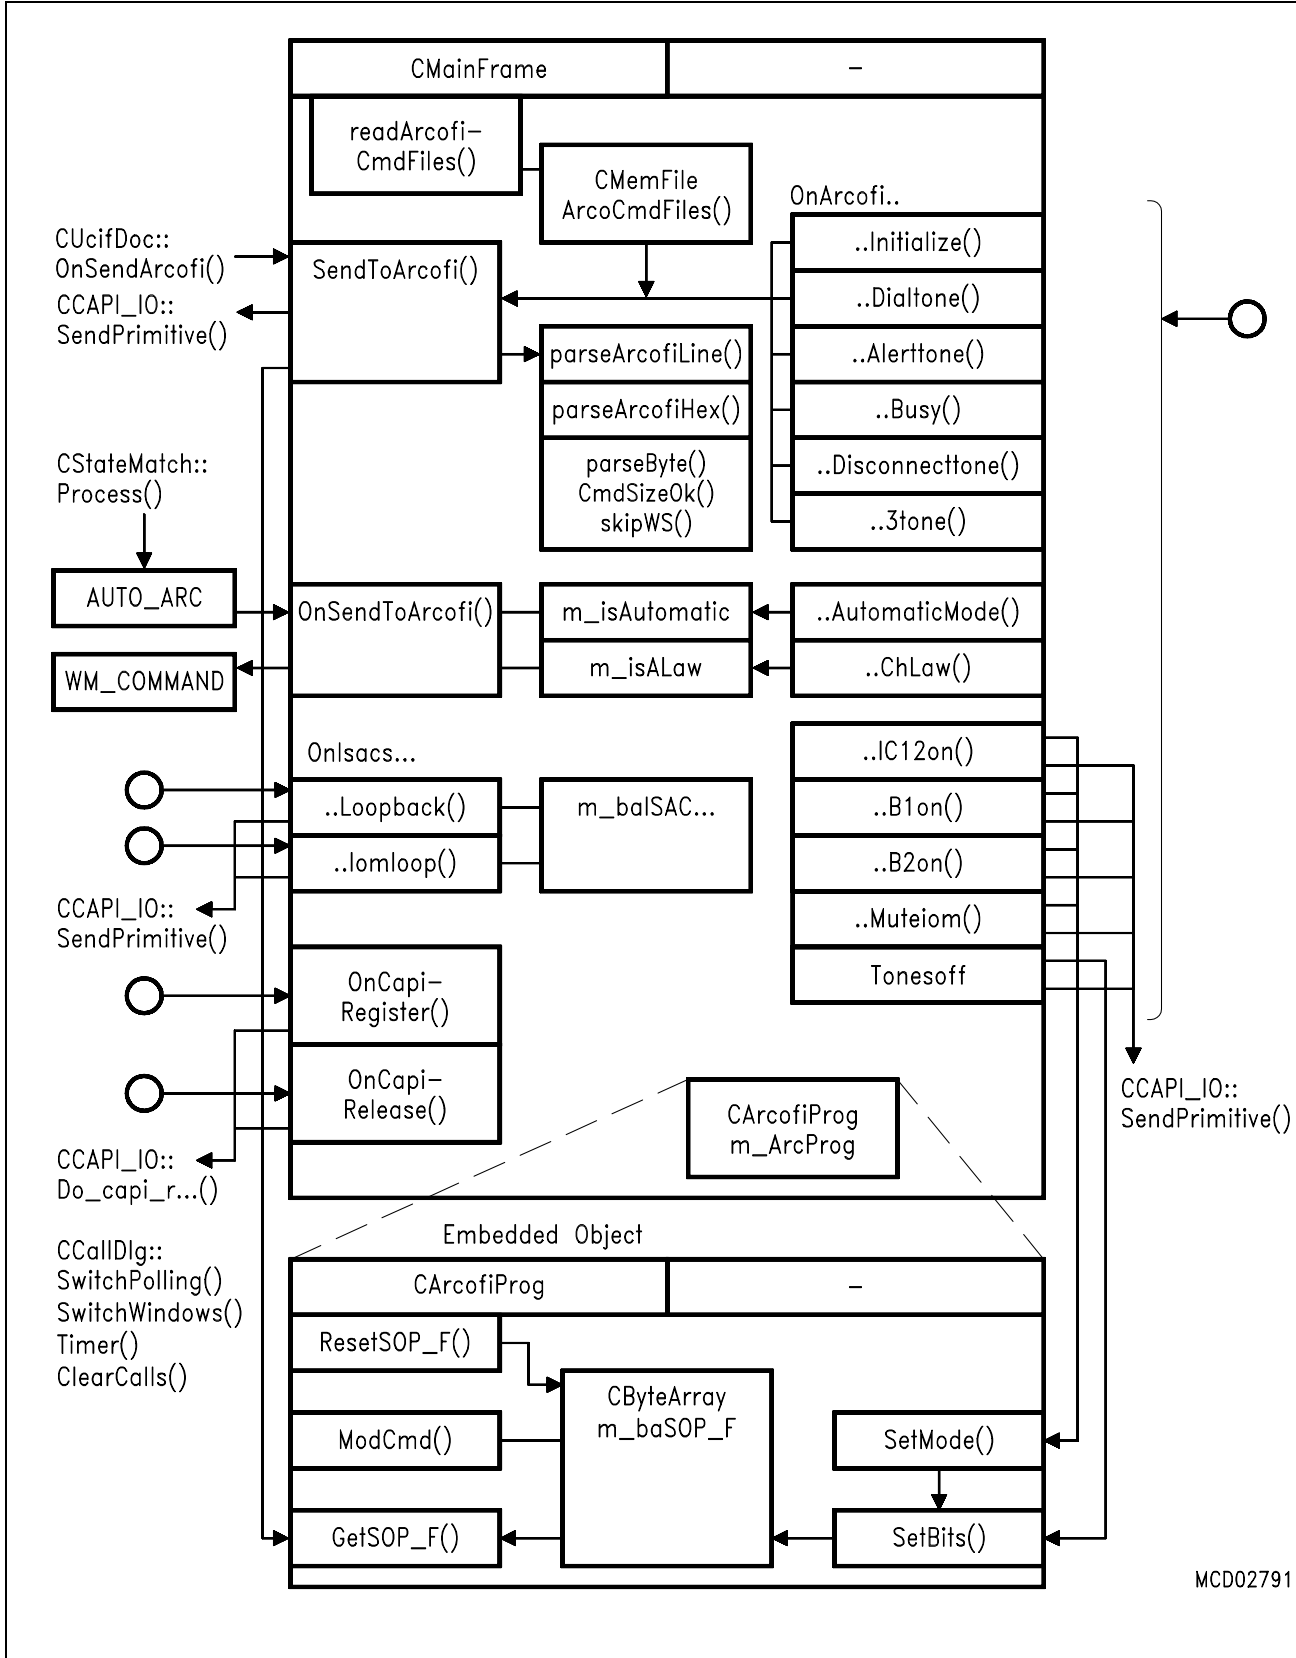 CMainFrame
–
readArcofi–
CmdFiles()
CMemFile
ArcoCmdFiles()
OnArcofi..
..Initialize()
..Dialtone()
..Alerttone()
..Busy()
..Disconnecttone()
..3tone()
CUcifDoc::
OnSendArcofi()
CCAPI_IO::
SendPrimitive()
SendToArcofi()
parseArcofiLine()
parseArcofiHex()
parseByte()
CmdSizeOk()
skipWS()
CStateMatch::
Process()
AUTO_ARC
WM_COMMAND
OnSendToArcofi()
m_isAutomatic
m_isALaw
..AutomaticMode()
..ChLaw()
OnIsacs...
..Loopback()
..Iomloop()
m_baISAC...
..IC12on()
..B1on()
..B2on()
..Muteiom()
Tonesoff
CCAPI_IO::
SendPrimitive()
OnCapi–
Register()
OnCapi–
Release()
CCAPI_IO::
Do_capi_r...()
CArcofiProg
m_ArcProg
CCAPI_IO::
SendPrimitive()
CCallDlg::
SwitchPolling()
SwitchWindows()
Timer()
ClearCalls()
Embedded Object
CArcofiProg
–
ResetSOP_F()
ModCmd()
GetSOP_F()
CByteArray
m_baSOP_F
SetMode()
SetBits()
MCD02791